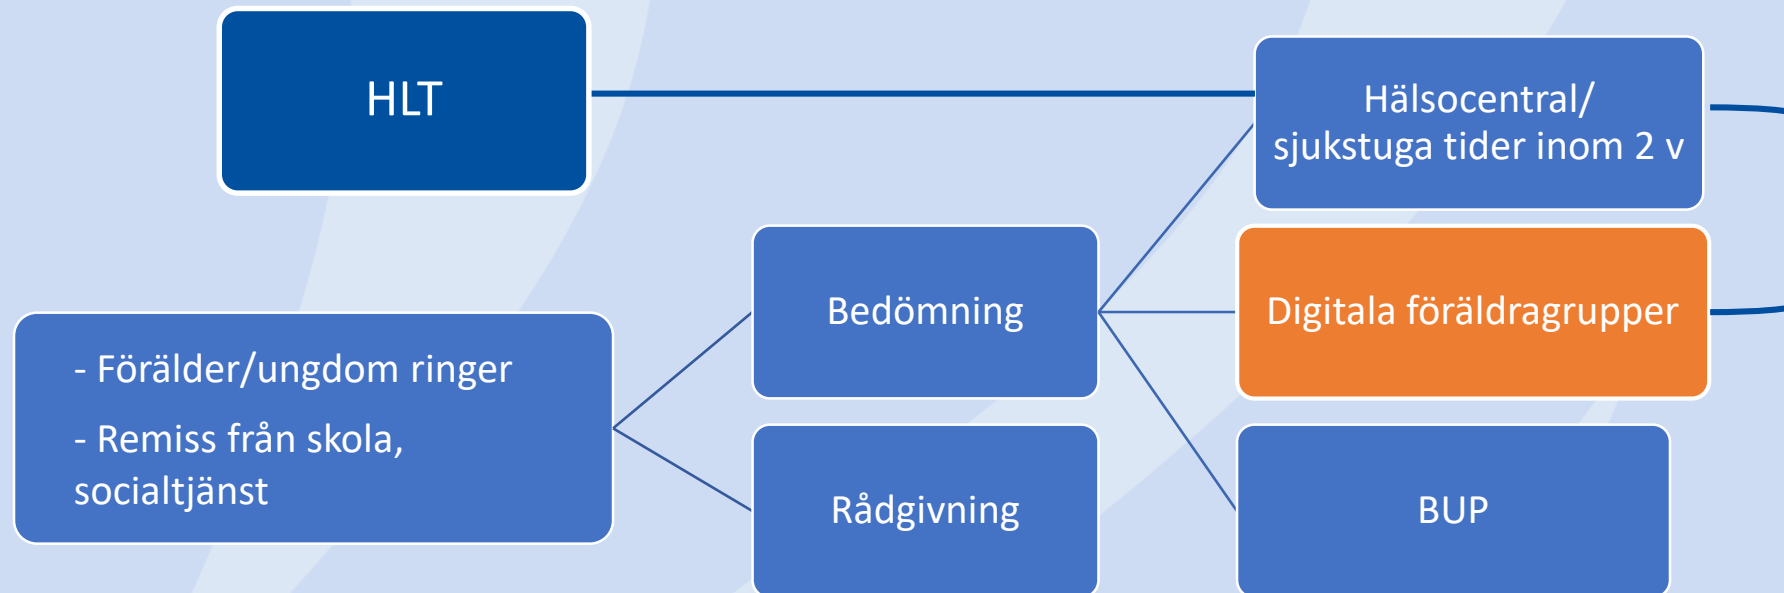 HLT
Hälsocentral/
sjukstuga tider inom 2 v
Bedömning
Digitala föräldragrupper
- Förälder/ungdom ringer
- Remiss från skola,
socialtjänst
Rådgivning
BUP